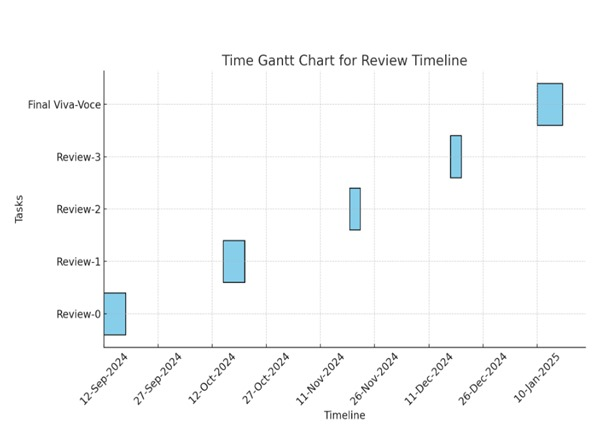 Time Gantt Chart for Review Timeline
Tasks
Final Viva-Voce
Review-3
Review-2
Review-1
Review-0
12-Sep-2024
27-Sep-2024
12-Oct-2024
27-Oct-2024
11-Nov-2024
26-Nov-2024
11-Dec-2024
26-Dec-2024
10-Jan-2025
Timeline